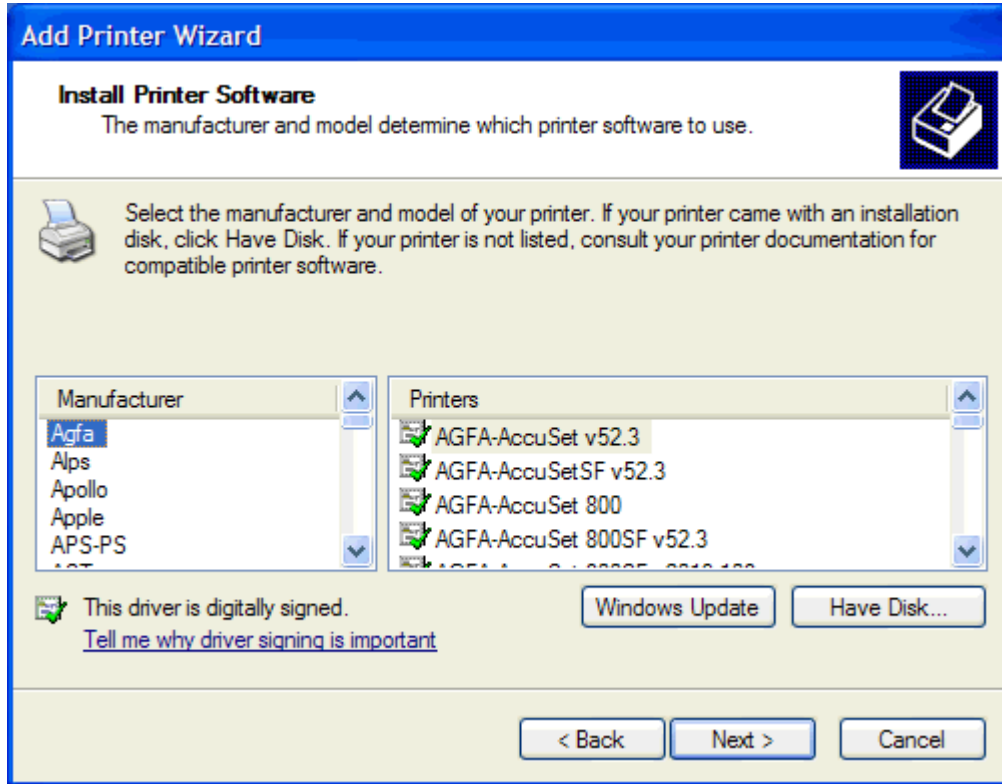 Add Printer Wizard
Install Printer Software
The manufacturer and model determine which printer software to use.
Select the manufacturer and model of your printer. If your printer came with an installation
disk, click Have Disk. If your printer is not listed, consult your printer documentation for
compatible printer software.
Manufacturer
Agfa
Alps
Apollo
Apple
APS-PS
Printers
AGFA-AccuSet v52.3
AGFA-AccuSetSF v52.3
AGFA-AccuSet 800
AGFA-AccuSet 800SF v52.3
This driver is digitally signed.
Tell me why driver signing is important
Windows Update
Have Disk...
< Back
Next >
Cancel